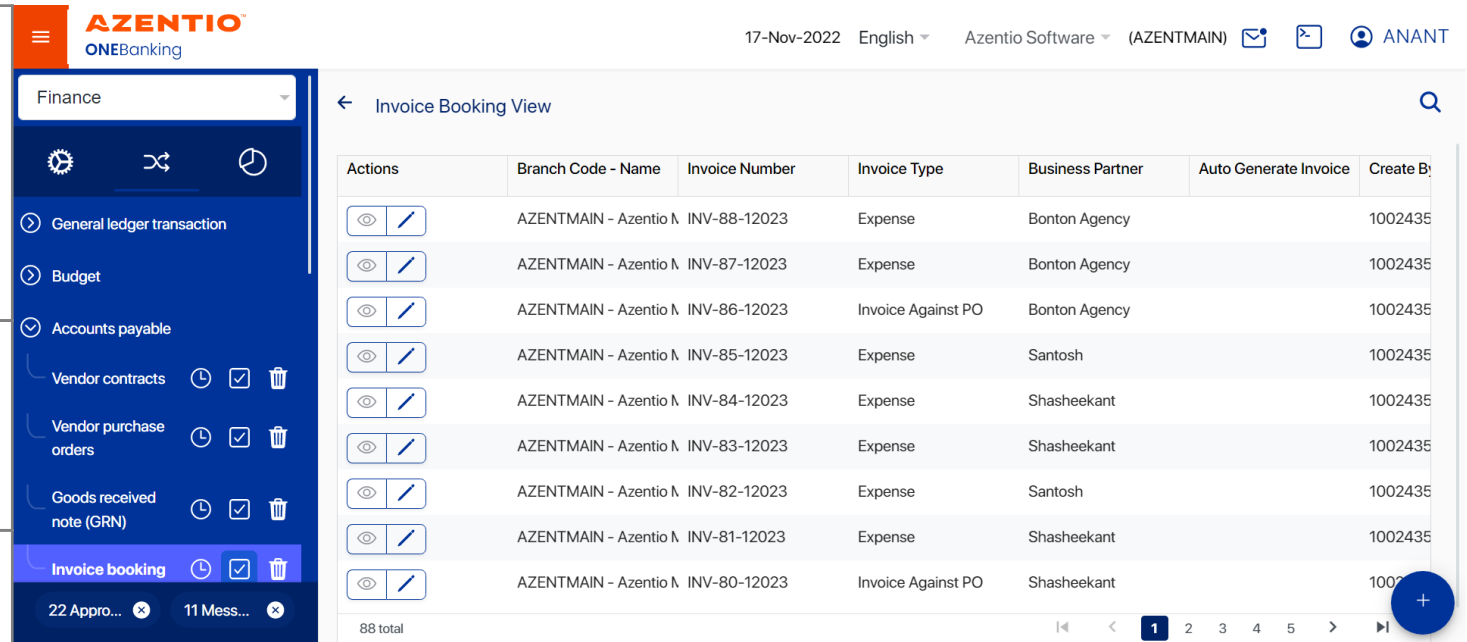 AZENTIO
ONEBanking
17-Nov-2022 English Azentio Software (AZENTMAIN) ANANT
Finance
General ledger transaction
Budget
Accounts payable
Vendor contracts
Vendor purchase
orders
Goods received
note (GRN)
Invoice booking
22 Appro... 11 Mess...
Invoice Booking View
Actions Branch Code - Name Invoice Number Invoice Type Business Partner Auto Generate Invoice Create By
AZENTMAIN - Azentio M INV-88-12023 Expense Bonton Agency 1002435
AZENTMAIN - Azentio M INV-87-12023 Expense Bonton Agency 1002435
AZENTMAIN - Azentio M INV-86-12023 Invoice Against PO Bonton Agency 1002435
AZENTMAIN - Azentio M INV-85-12023 Expense Santosh 1002435
AZENTMAIN - Azentio M INV-84-12023 Expense Shasheekant 1002435
AZENTMAIN - Azentio M INV-83-12023 Expense Shasheekant 1002435
AZENTMAIN - Azentio M INV-82-12023 Expense Santosh 1002435
AZENTMAIN - Azentio M INV-81-12023 Expense Shasheekant 1002435
AZENTMAIN - Azentio M INV-80-12023 Invoice Against PO Shasheekant 100
88 total 1 2 3 4 5